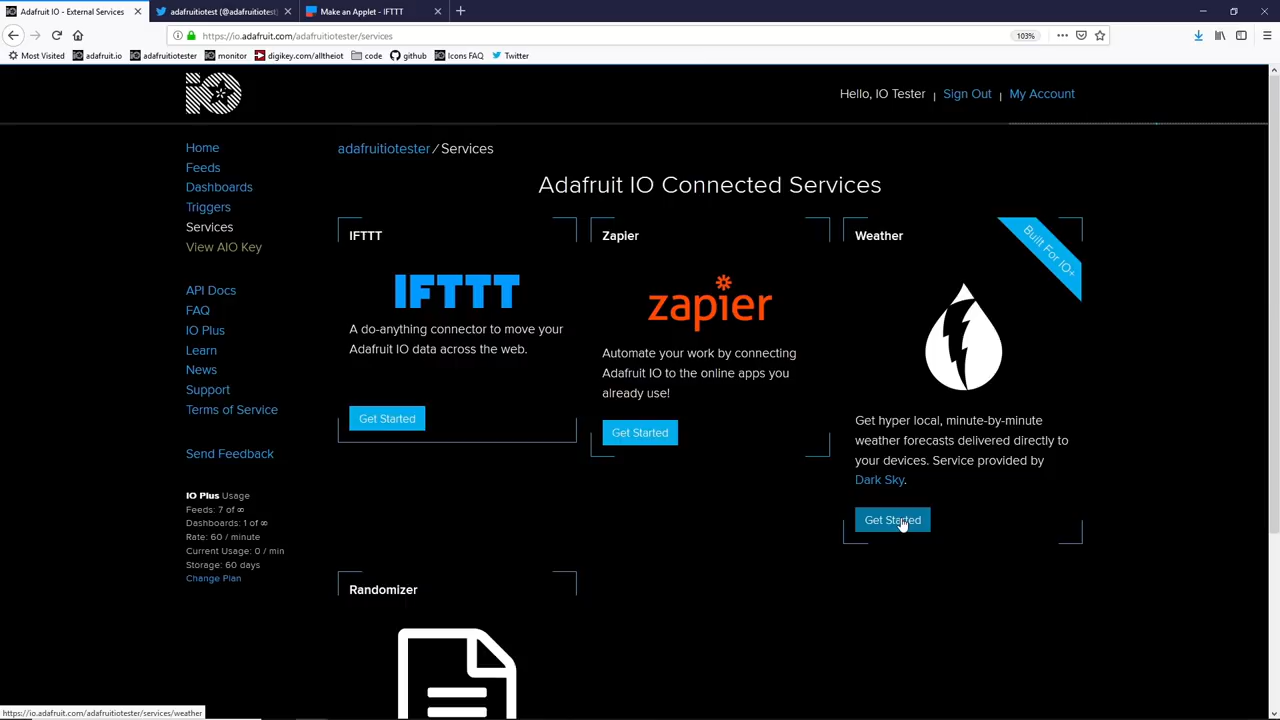 Adafruit IO - External Services
adafruitiotest (@adafruitiotest)
Make an Applet - IFTTT
https://io.adafruit.com/adafruitiotester/services
103%
Most Visited
adafruit.io
adafruitiotester
monitor
digikey.com/alltheiot
code
github
Icons FAQ
Twitter
IO
Hello, IO Tester | Sign Out | My Account
Home
Feeds
Dashboards
Triggers
Services
View AIO Key
API Docs
FAQ
IO Plus
Learn
News
Support
Terms of Service
Send Feedback
IO Plus Usage
Feeds: 7 of ∞
Dashboards: 1 of ∞
Rate: 60 / minute
Current Usage: 0 / min
Storage: 60 days
Change Plan
adafruitiotester / Services
Adafruit IO Connected Services
IFTTT
IFTTT
A do-anything connector to move your
Adafruit IO data across the web.
Get Started
Zapier
zapier
Automate your work by connecting
Adafruit IO to the online apps you
already use!
Get Started
Weather
Built For IO+
Get hyper local, minute-by-minute
weather forecasts delivered directly to
your devices. Service provided by
Dark Sky.
Get Started
Randomizer
https://io.adafruit.com/adafruitiotester/services/weather